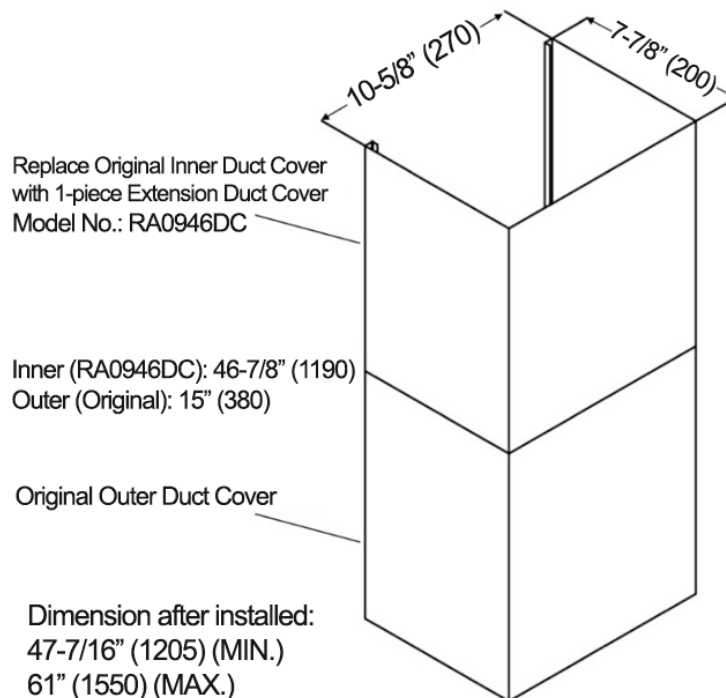 10-5/8” (270)
7-7/8” (200)
Replace Original Inner Duct Cover
with 1-piece Extension Duct Cover
Model No.: RA0946DC
Inner (RA0946DC): 46-7/8” (1190)
Outer (Original): 15” (380)
Original Outer Duct Cover
Dimension after installed:
47-7/16” (1205) (MIN.)
61” (1550) (MAX.)